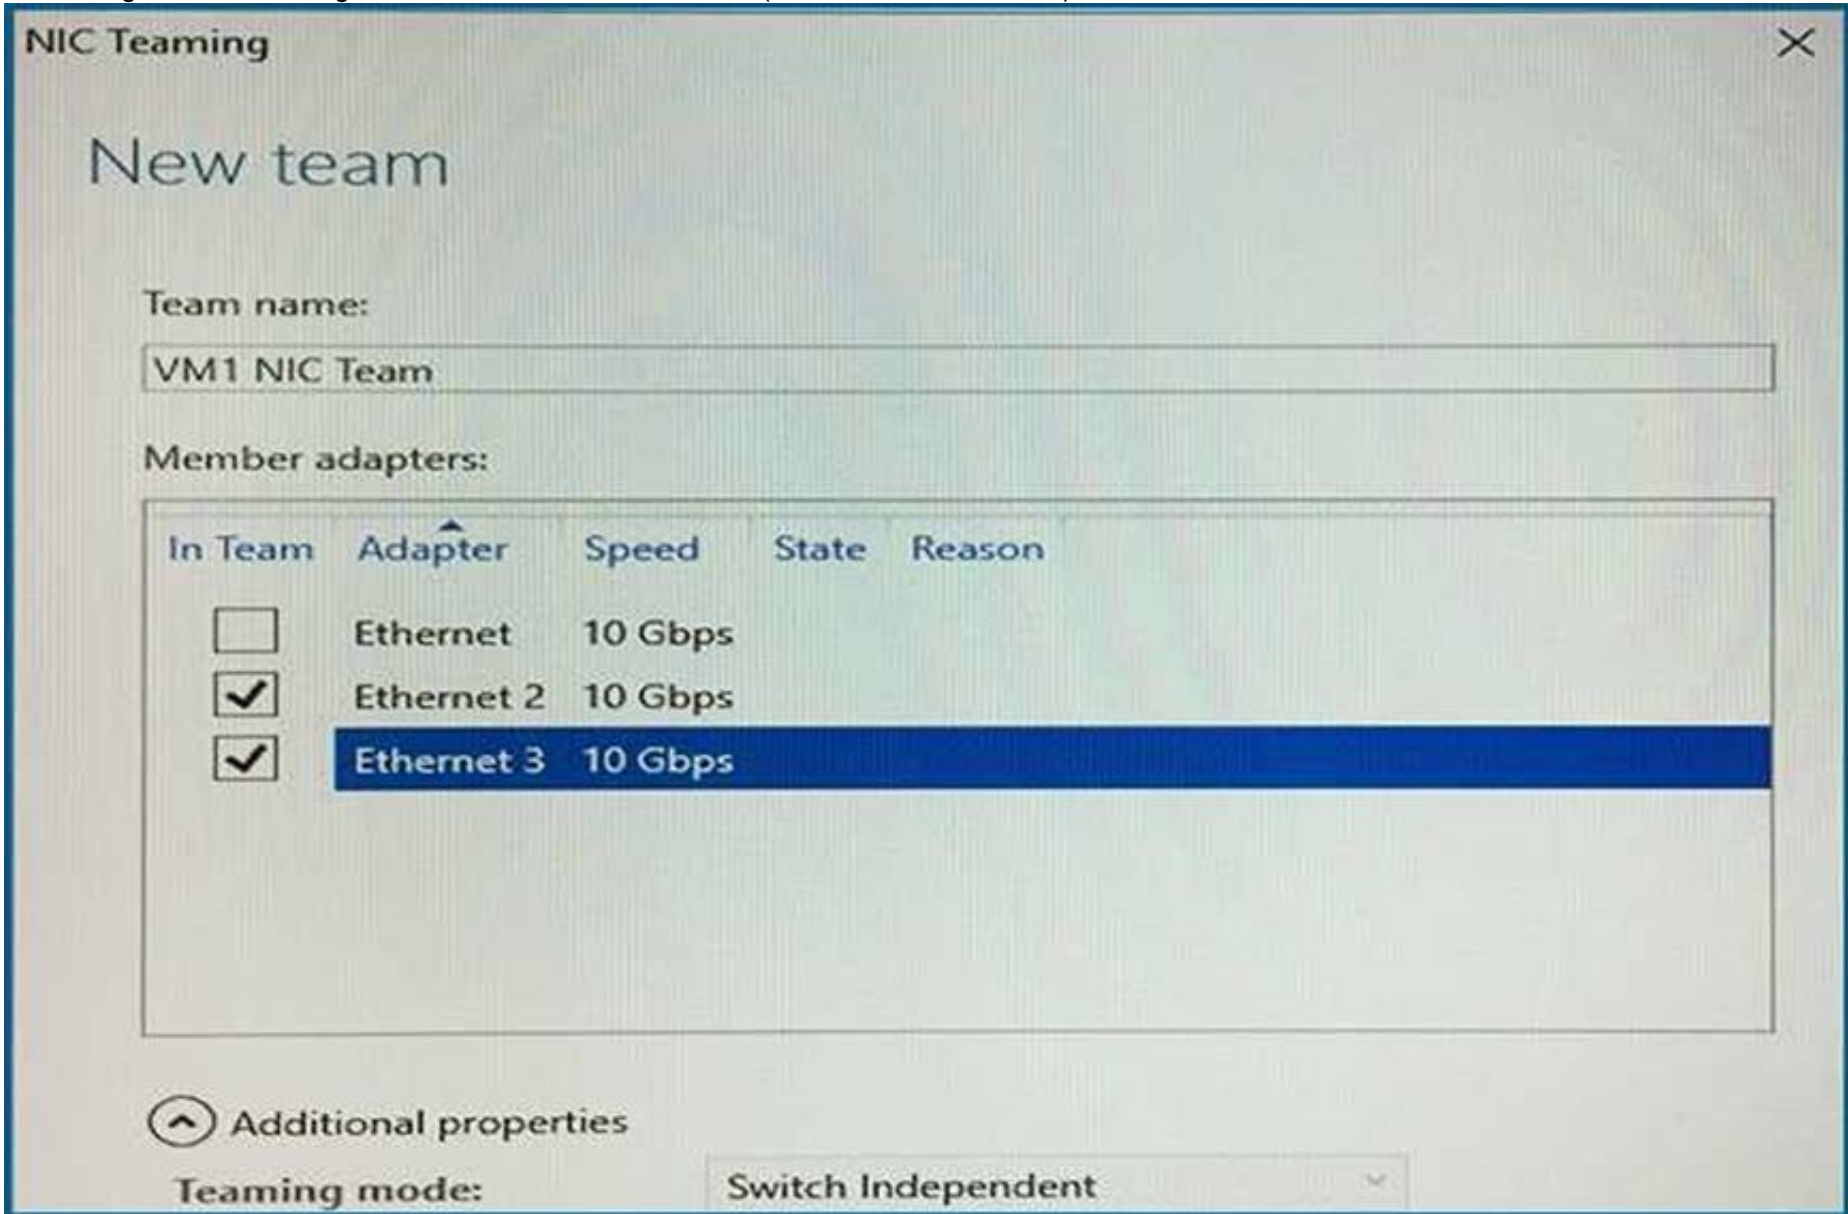 NIC Teaming
New team
Team name:
VM1 NIC Team
Member adapters:
In Team Adapter Speed State Reason
Ethernet 10 Gbps
Ethernet 2 10 Gbps
Ethernet 3 10 Gbps
Additional properties
Teaming mode: Switch Independent